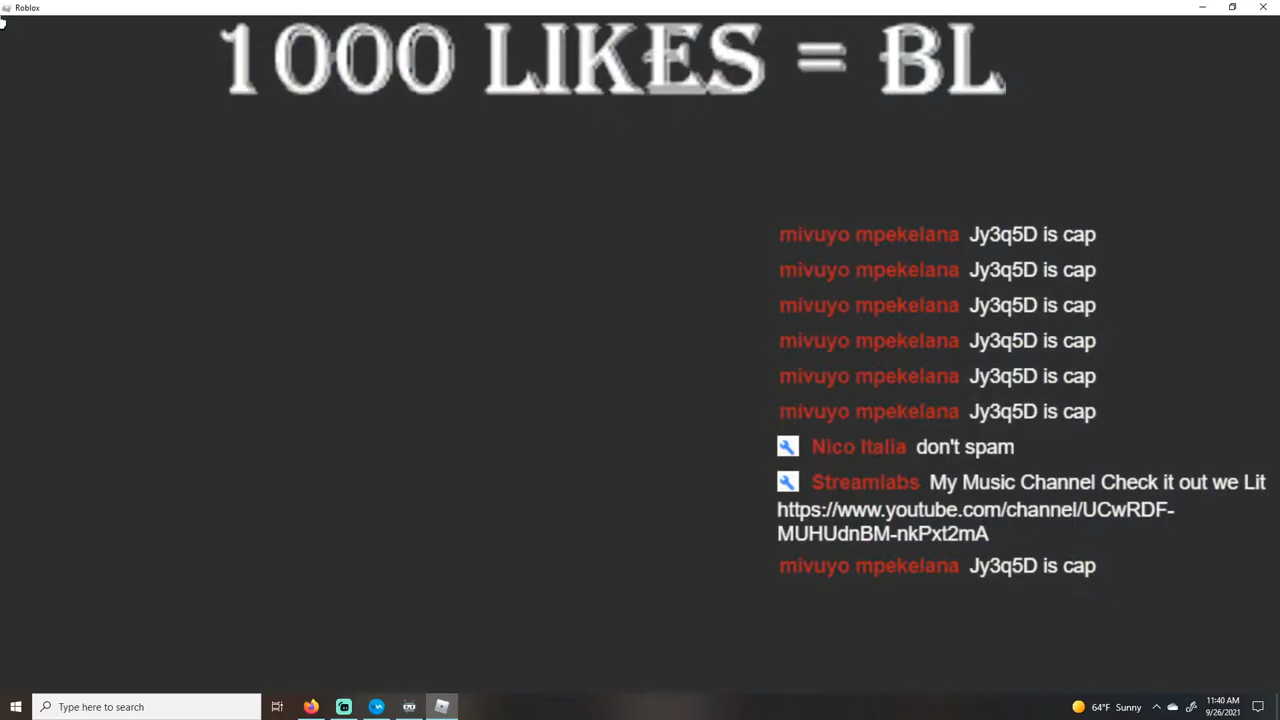 Roblox
1000 LIKES = BL
mivuyo mpekelana Jy3q5D is cap
mivuyo mpekelana Jy3q5D is cap
mivuyo mpekelana Jy3q5D is cap
mivuyo mpekelana Jy3q5D is cap
mivuyo mpekelana Jy3q5D is cap
mivuyo mpekelana Jy3q5D is cap
Nico Italia don't spam
Streamlabs My Music Channel Check it out we Lit
https://www.youtube.com/channel/UCwRDF-
MUHUdnBM-nkPxt2mA
mivuyo mpekelana Jy3q5D is cap
Type here to search
64°F Sunny
11:40 AM
9/26/2021